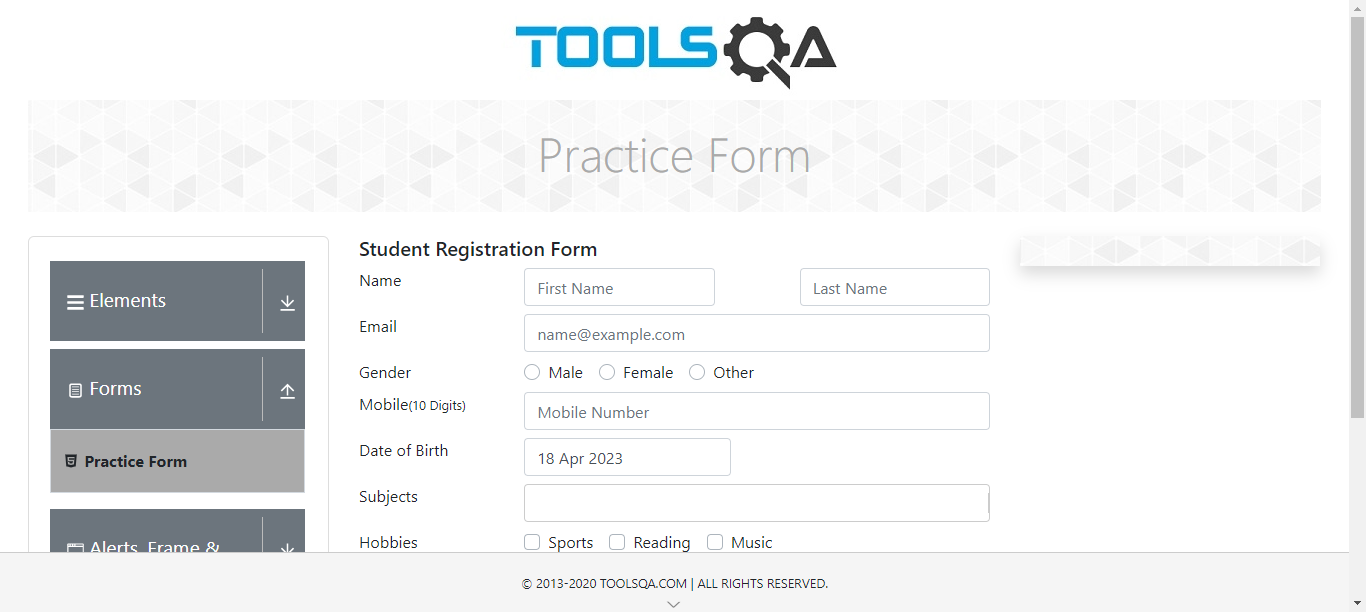 TOOLSQA
Practice Form
Elements
Forms
Practice Form
Alerts, Frame &
Student Registration Form
Name First Name Last Name
Email name@example.com
Gender Male Female Other
Mobile(10 Digits) Mobile Number
Date of Birth 18 Apr 2023
Subjects
Hobbies Sports Reading Music
© 2013-2020 TOOLSQA.COM | ALL RIGHTS RESERVED.